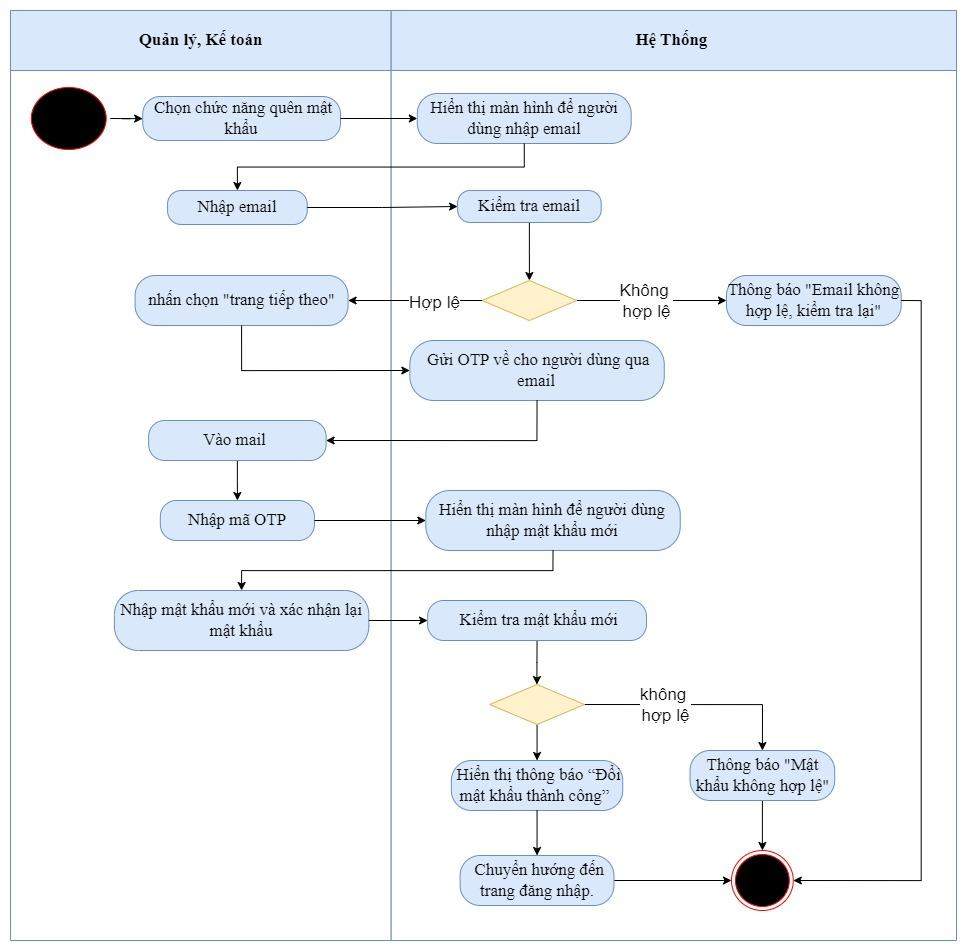 Quản lý, Kế toán
Hệ Thống
Chọn chức năng quên mật
khẩu
Hiển thị màn hình để người
dùng nhập email
Nhập email
Kiểm tra email
nhấn chọn "trang tiếp theo"
Hợp lệ
Không
hợp lệ
Thông báo "Email không
hợp lệ, kiểm tra lại"
Gửi OTP về cho người dùng qua
email
Vào mail
Nhập mã OTP
Hiển thị màn hình để người dùng
nhập mật khẩu mới
Nhập mật khẩu mới và xác nhận lại
mật khẩu
Kiểm tra mật khẩu mới
không
hợp lệ
Hiển thị thông báo “Đổi
mật khẩu thành công”
Thông báo "Mật
khẩu không hợp lệ"
Chuyển hướng đến
trang đăng nhập.